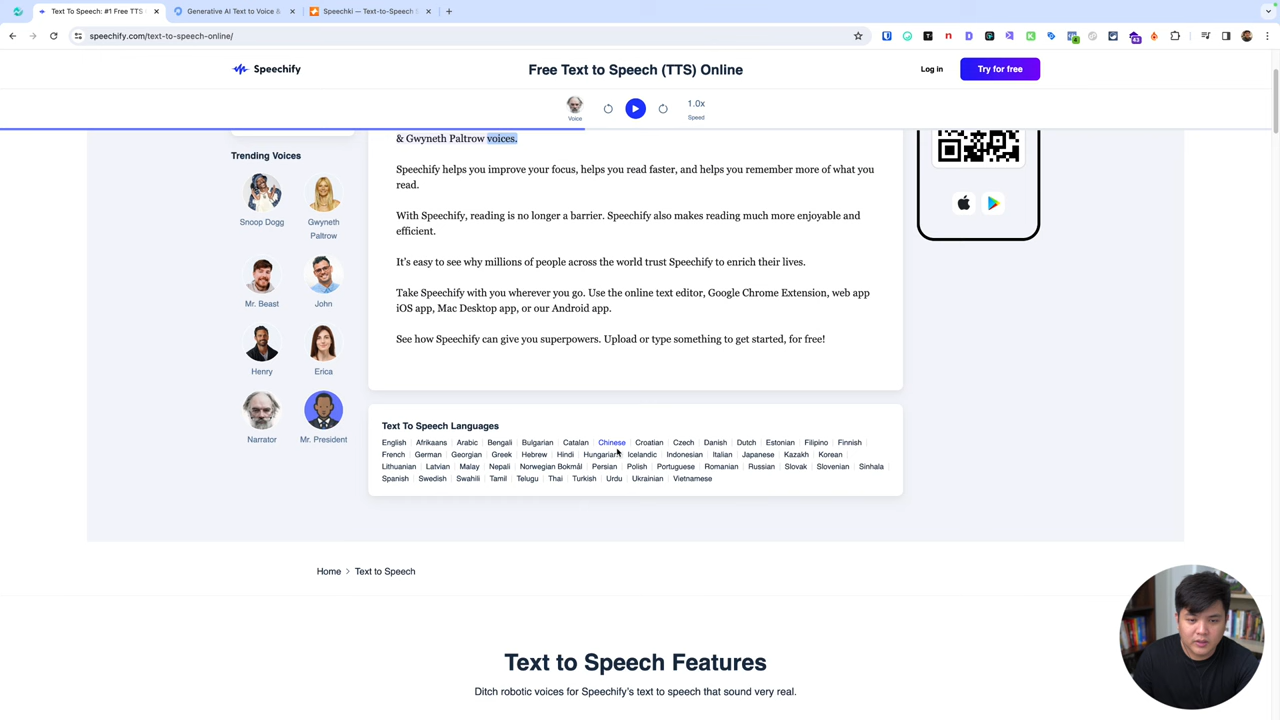 Text To Speech: #1 Free TTS
Generative AI Text to Voice &
Speechki — Text-to-Speech
speechify.com/text-to-speech-online/
Speechify
Free Text to Speech (TTS) Online
Log in
Try for free
1.0x
Voice
Speed
& Gwyneth Paltrow voices.
Speechify helps you improve your focus, helps you read faster, and helps you remember more of what you
read.
With Speechify, reading is no longer a barrier. Speechify also makes reading much more enjoyable and
efficient.
It's easy to see why millions of people across the world trust Speechify to enrich their lives.
Take Speechify with you wherever you go. Use the online text editor, Google Chrome Extension, web app
iOS app, Mac Desktop app, or our Android app.
See how Speechify can give you superpowers. Upload or type something to get started, for free!
Trending Voices
Snoop Dogg
Gwyneth
Paltrow
Mr. Beast
John
Henry
Erica
Narrator
Mr. President
Text To Speech Languages
English Afrikaans Arabic Bengali Bulgarian Catalan Chinese Croatian Czech Danish Dutch Estonian Filipino Finnish
French German Georgian Greek Hebrew Hindi Hungarian Icelandic Indonesian Italian Japanese Kazakh Korean
Lithuanian Latvian Malay Nepali Norwegian Bokmål Persian Polish Portuguese Romanian Russian Slovak Slovenian Sinhala
Spanish Swedish Swahili Tamil Telugu Thai Turkish Urdu Ukrainian Vietnamese
Home > Text to Speech
Text to Speech Features
Ditch robotic voices for Speechify's text to speech that sound very real.